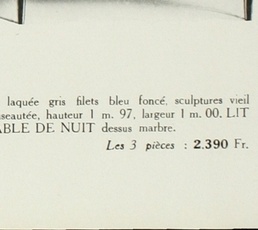 laquée gris filets bleu foncé, sculptures vieil
seautée, hauteur 1 m. 97, largeur 1 m. 00. LIT
ABLE DE NUIT dessus marbre.
Les 3 pièces : 2.390 Fr.